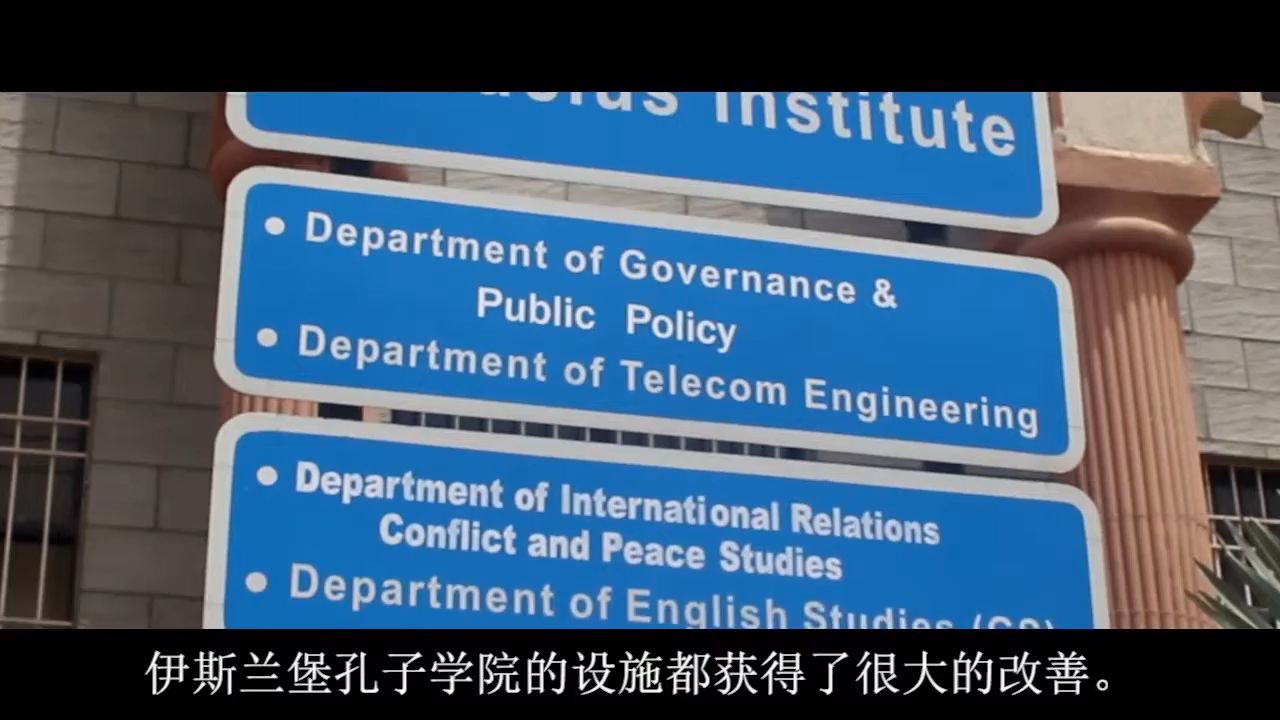 Institute
• Department of Governance &
Public Policy
• Department of Telecom Engineering
• Department of International Relations
Conflict and Peace Studies
• Department of English Studies
伊斯兰堡孔子学院的设施都获得了很大的改善。